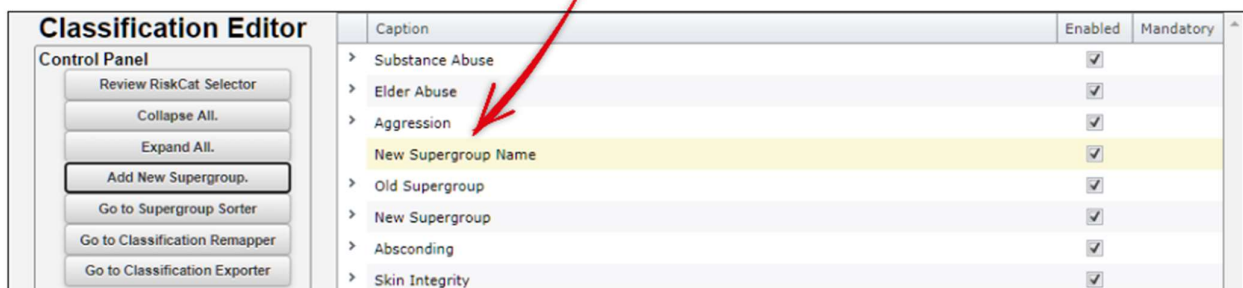 Classification Editor
Control Panel
Review RiskCat Selector
Collapse All.
Expand All.
Add New Supergroup.
Go to Supergroup Sorter
Go to Classification Remapper
Go to Classification Exporter
Caption Enabled Mandatory
Substance Abuse
Elder Abuse
Aggression
New Supergroup Name
Old Supergroup
New Supergroup
Absconding
Skin Integrity